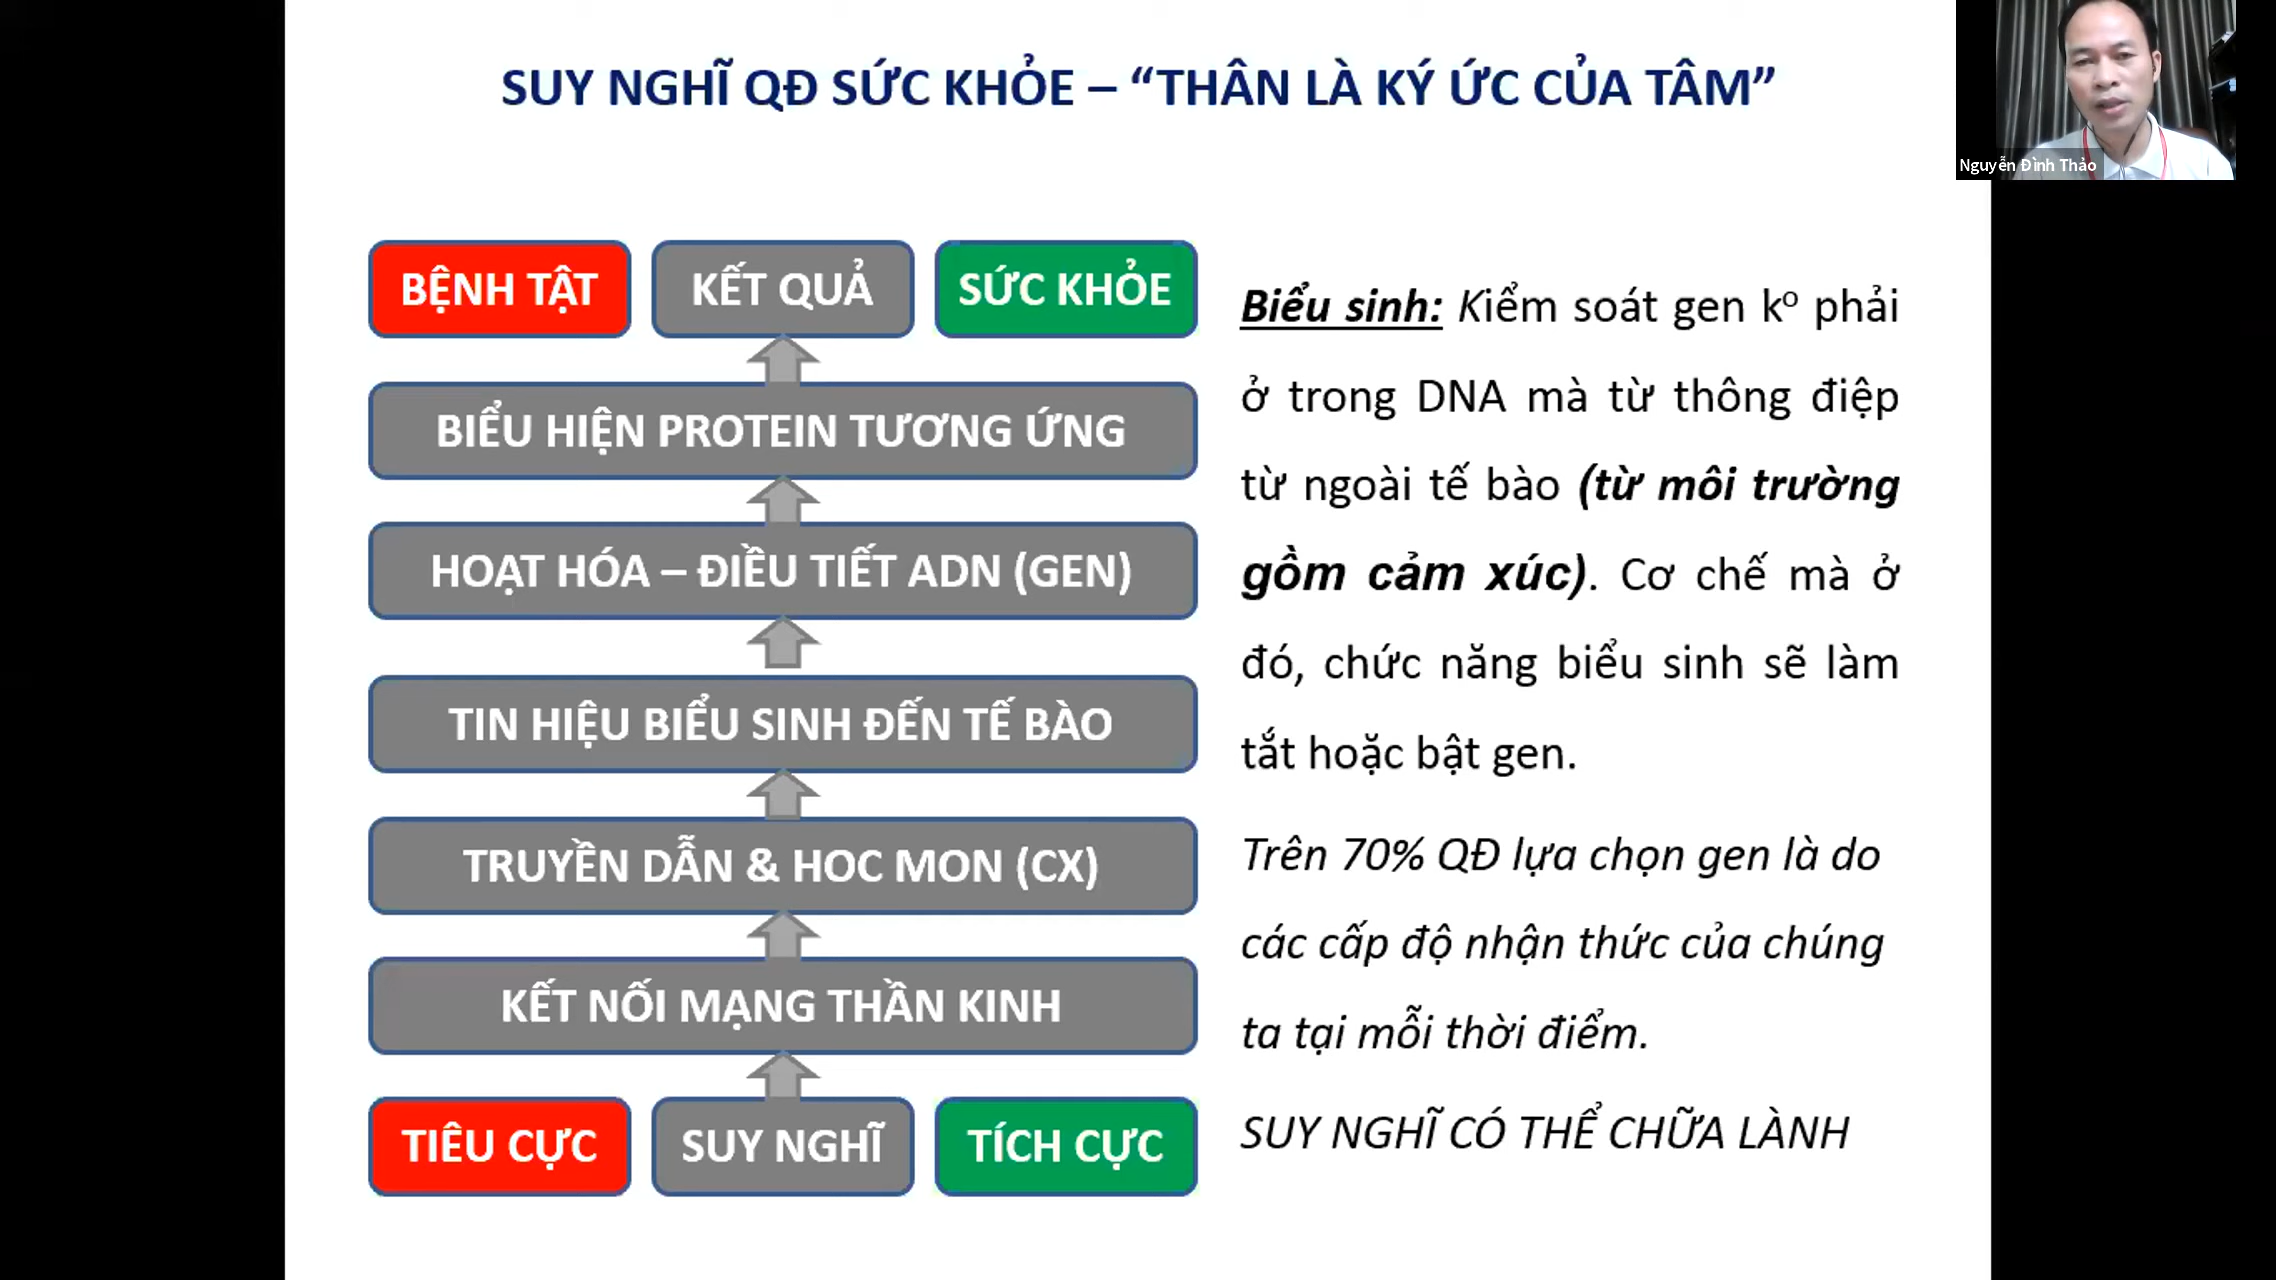 SUY NGHĨ QĐ SỨC KHỎE – “THÂN LÀ KÝ ỨC CỦA TÂM”
Nguyễn Đình Thảo
BỆNH TẬT
KẾT QUẢ
SỨC KHỎE
BIỂU HIỆN PROTEIN TƯƠNG ỨNG
HOẠT HÓA – ĐIỀU TIẾT ADN (GEN)
TIN HIỆU BIỂU SINH ĐẾN TẾ BÀO
TRUYỀN DẪN & HOC MON (CX)
KẾT NỐI MẠNG THẦN KINH
TIÊU CỰC
SUY NGHĨ
TÍCH CỰC
Biểu sinh: Kiểm soát gen kº phải
ở trong DNA mà từ thông điệp
từ ngoài tế bào (từ môi trường
gồm cảm xúc). Cơ chế mà ở
đó, chức năng biểu sinh sẽ làm
tắt hoặc bật gen.
Trên 70% QĐ lựa chọn gen là do
các cấp độ nhận thức của chúng
ta tại mỗi thời điểm.
SUY NGHĨ CÓ THỂ CHỮA LÀNH